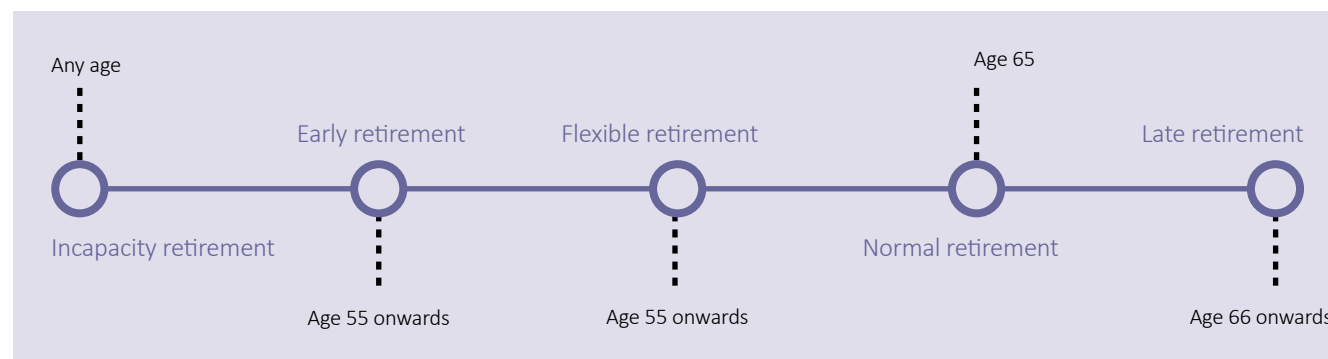 Any age
Age 65
Early retirement
Flexible retirement
Late retirement
Incapacity retirement
Normal retirement
Age 55 onwards
Age 55 onwards
Age 66 onwards